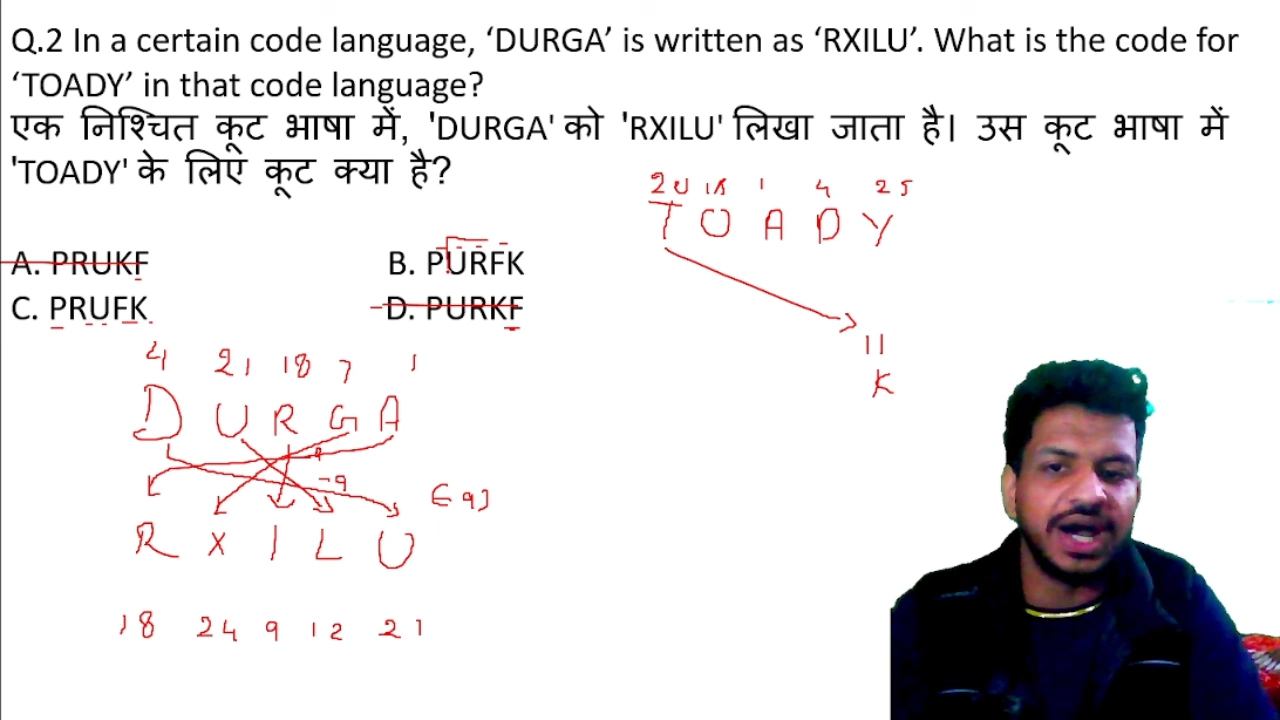 Q.2 In a certain code language, ‘DURGA’ is written as ‘RXILU’. What is the code for
‘TOADY’ in that code language?
एक निश्चित कूट भाषा में, 'DURGA' को 'RXILU' लिखा जाता है। उस कूट भाषा में
'TOADY' के लिए कूट क्या है?
20 15 1 4 25
T O A D Y
A. PRUKF B. PURFK
C. PRUFK D. PURKF
11
K
4 21 18 7 1
D U R G A
-9
R X I L U
18 24 9 12 21